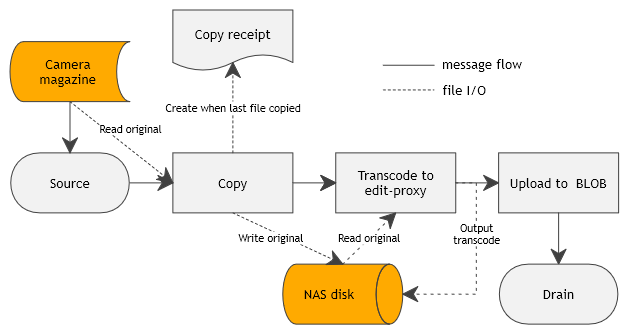 Copy receipt
Camera
magazine
message flow
file I/O
Create when last file copied
Read original
Source
Copy
Transcode to
edit-proxy
Upload to BLOB
Write original
Read original
Output
transcode
NAS disk
Drain